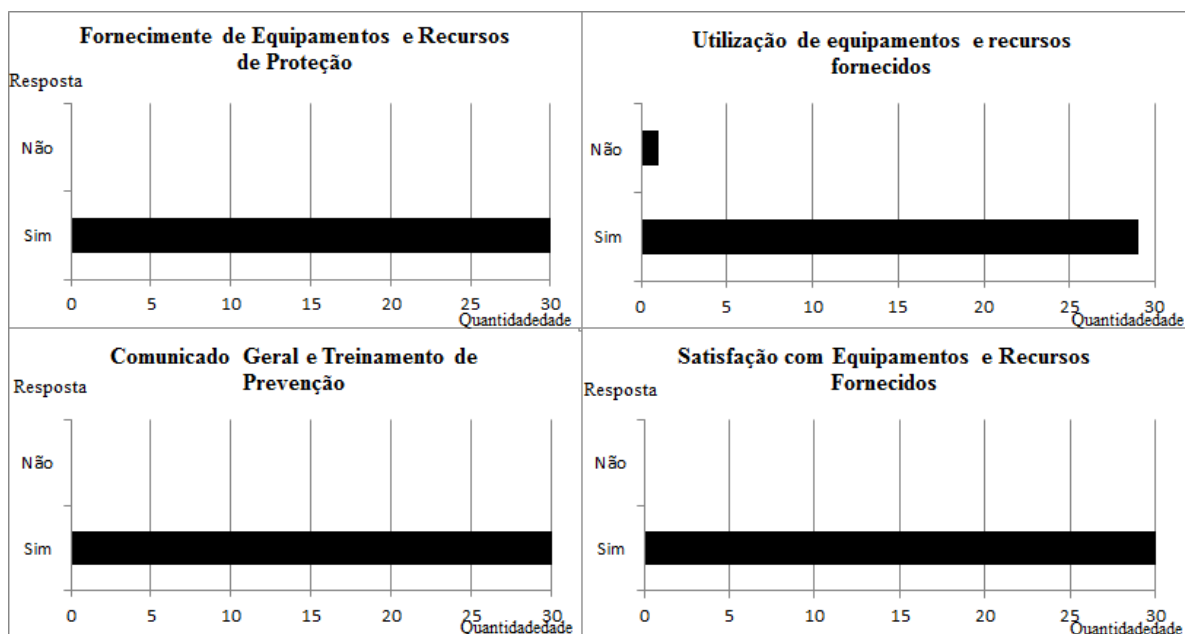 Fornecimente de Equipamentos e Recursos
de Proteção
Resposta
Não
Sim
0 5 10 15 20 25 30
Quantidadedade
Utilização de equipamentos e recursos
fornecidos
Não
Sim
0 5 10 15 20 25 30
Quantidadedade
Comunicado Geral e Treinamento de
Prevenção
Resposta
Não
Sim
0 5 10 15 20 25 30
Quantidadedade
Satisfação com Equipamentos e Recursos
Fornecidos
Resposta
Não
Sim
0 5 10 15 20 25 30
Quantidadedade